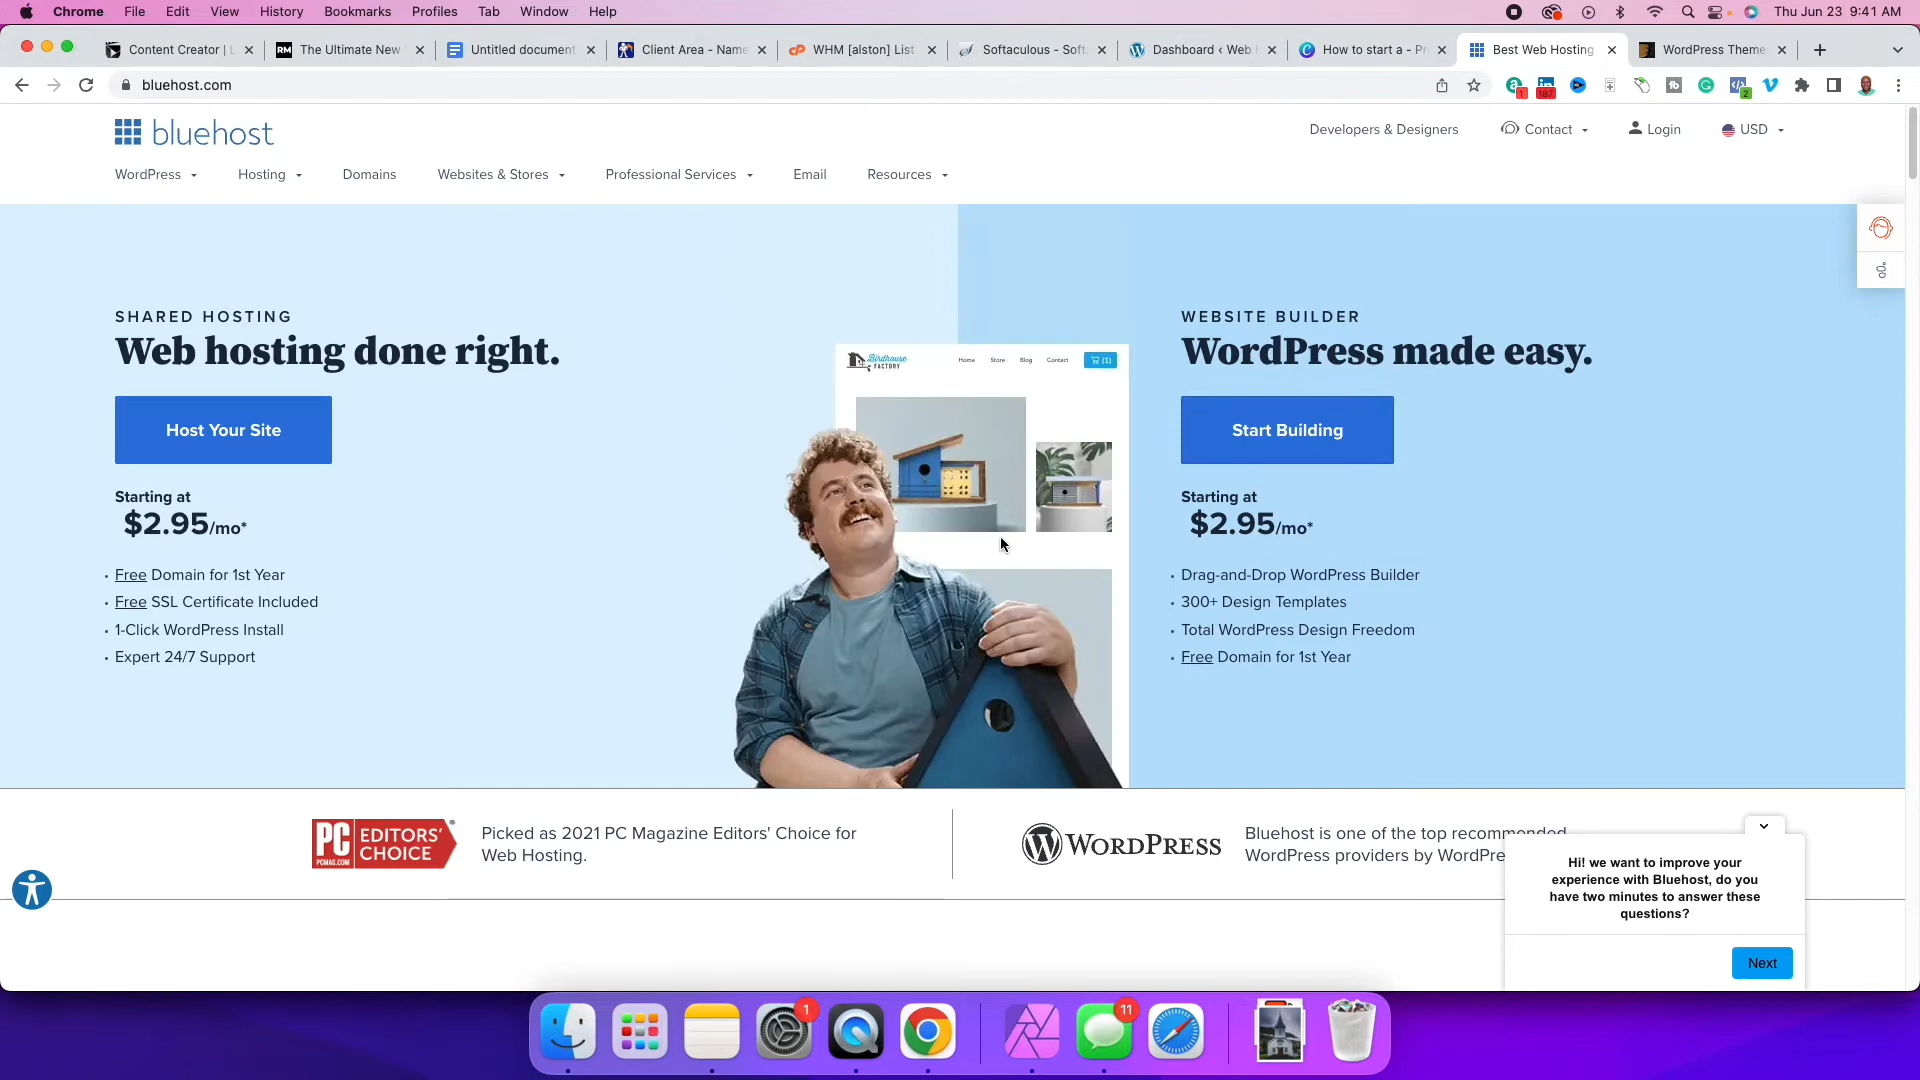 Chrome File Edit View History Bookmarks Profiles Tab Window Help Thu Jun 23 9:41 AM
Content Creator | The Ultimate New Untitled document Client Area - Name WHM [alston] List Softaculous - Soft Dashboard ‹ Web How to start a - Pr Best Web Hosting WordPress Theme
bluehost.com
1 187 2
bluehost
Developers & Designers Contact Login USD
WordPress Hosting Domains Websites & Stores Professional Services Email Resources
SHARED HOSTING
Web hosting done right.
Host Your Site
Starting at
$2.95/mo*
· Free Domain for 1st Year
· Free SSL Certificate Included
· 1-Click WordPress Install
· Expert 24/7 Support
Birdhouse
FACTORY
Home Store Blog Contact (1)
WEBSITE BUILDER
WordPress made easy.
Start Building
Starting at
$2.95/mo*
· Drag-and-Drop WordPress Builder
· 300+ Design Templates
· Total WordPress Design Freedom
· Free Domain for 1st Year
PC
PCMAG.COM
EDITORS'
CHOICE
®
Picked as 2021 PC Magazine Editors' Choice for
Web Hosting.
WORDPRESS
Bluehost is one of the top recommended
WordPress providers by WordPre
Hi! we want to improve your
experience with Bluehost, do you
have two minutes to answer these
questions?
Next
1 11